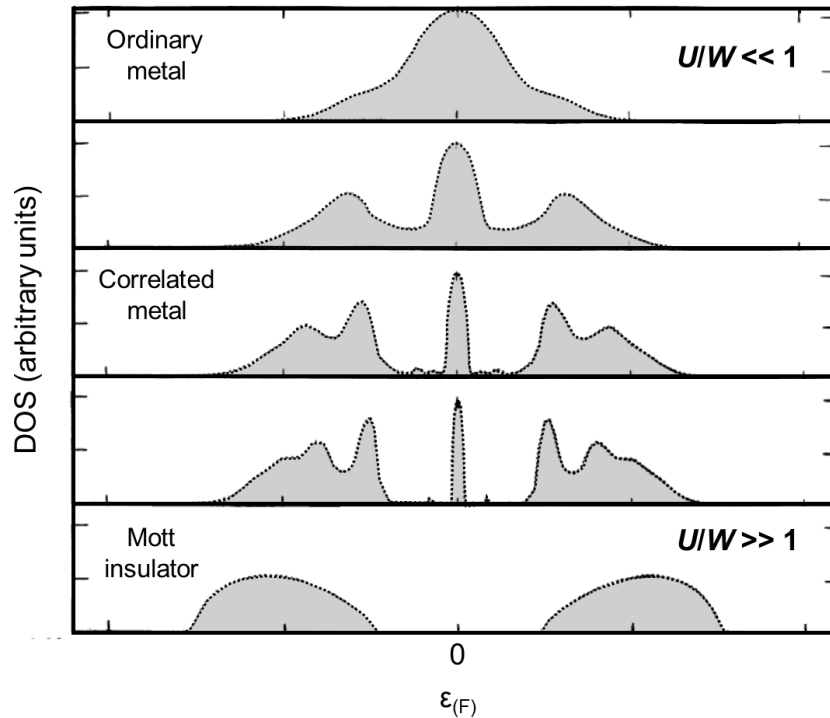 Ordinary
metal
U/W << 1
DOS (arbitrary units)
Correlated
metal
Mott
insulator
U/W >> 1
0
ε(F)